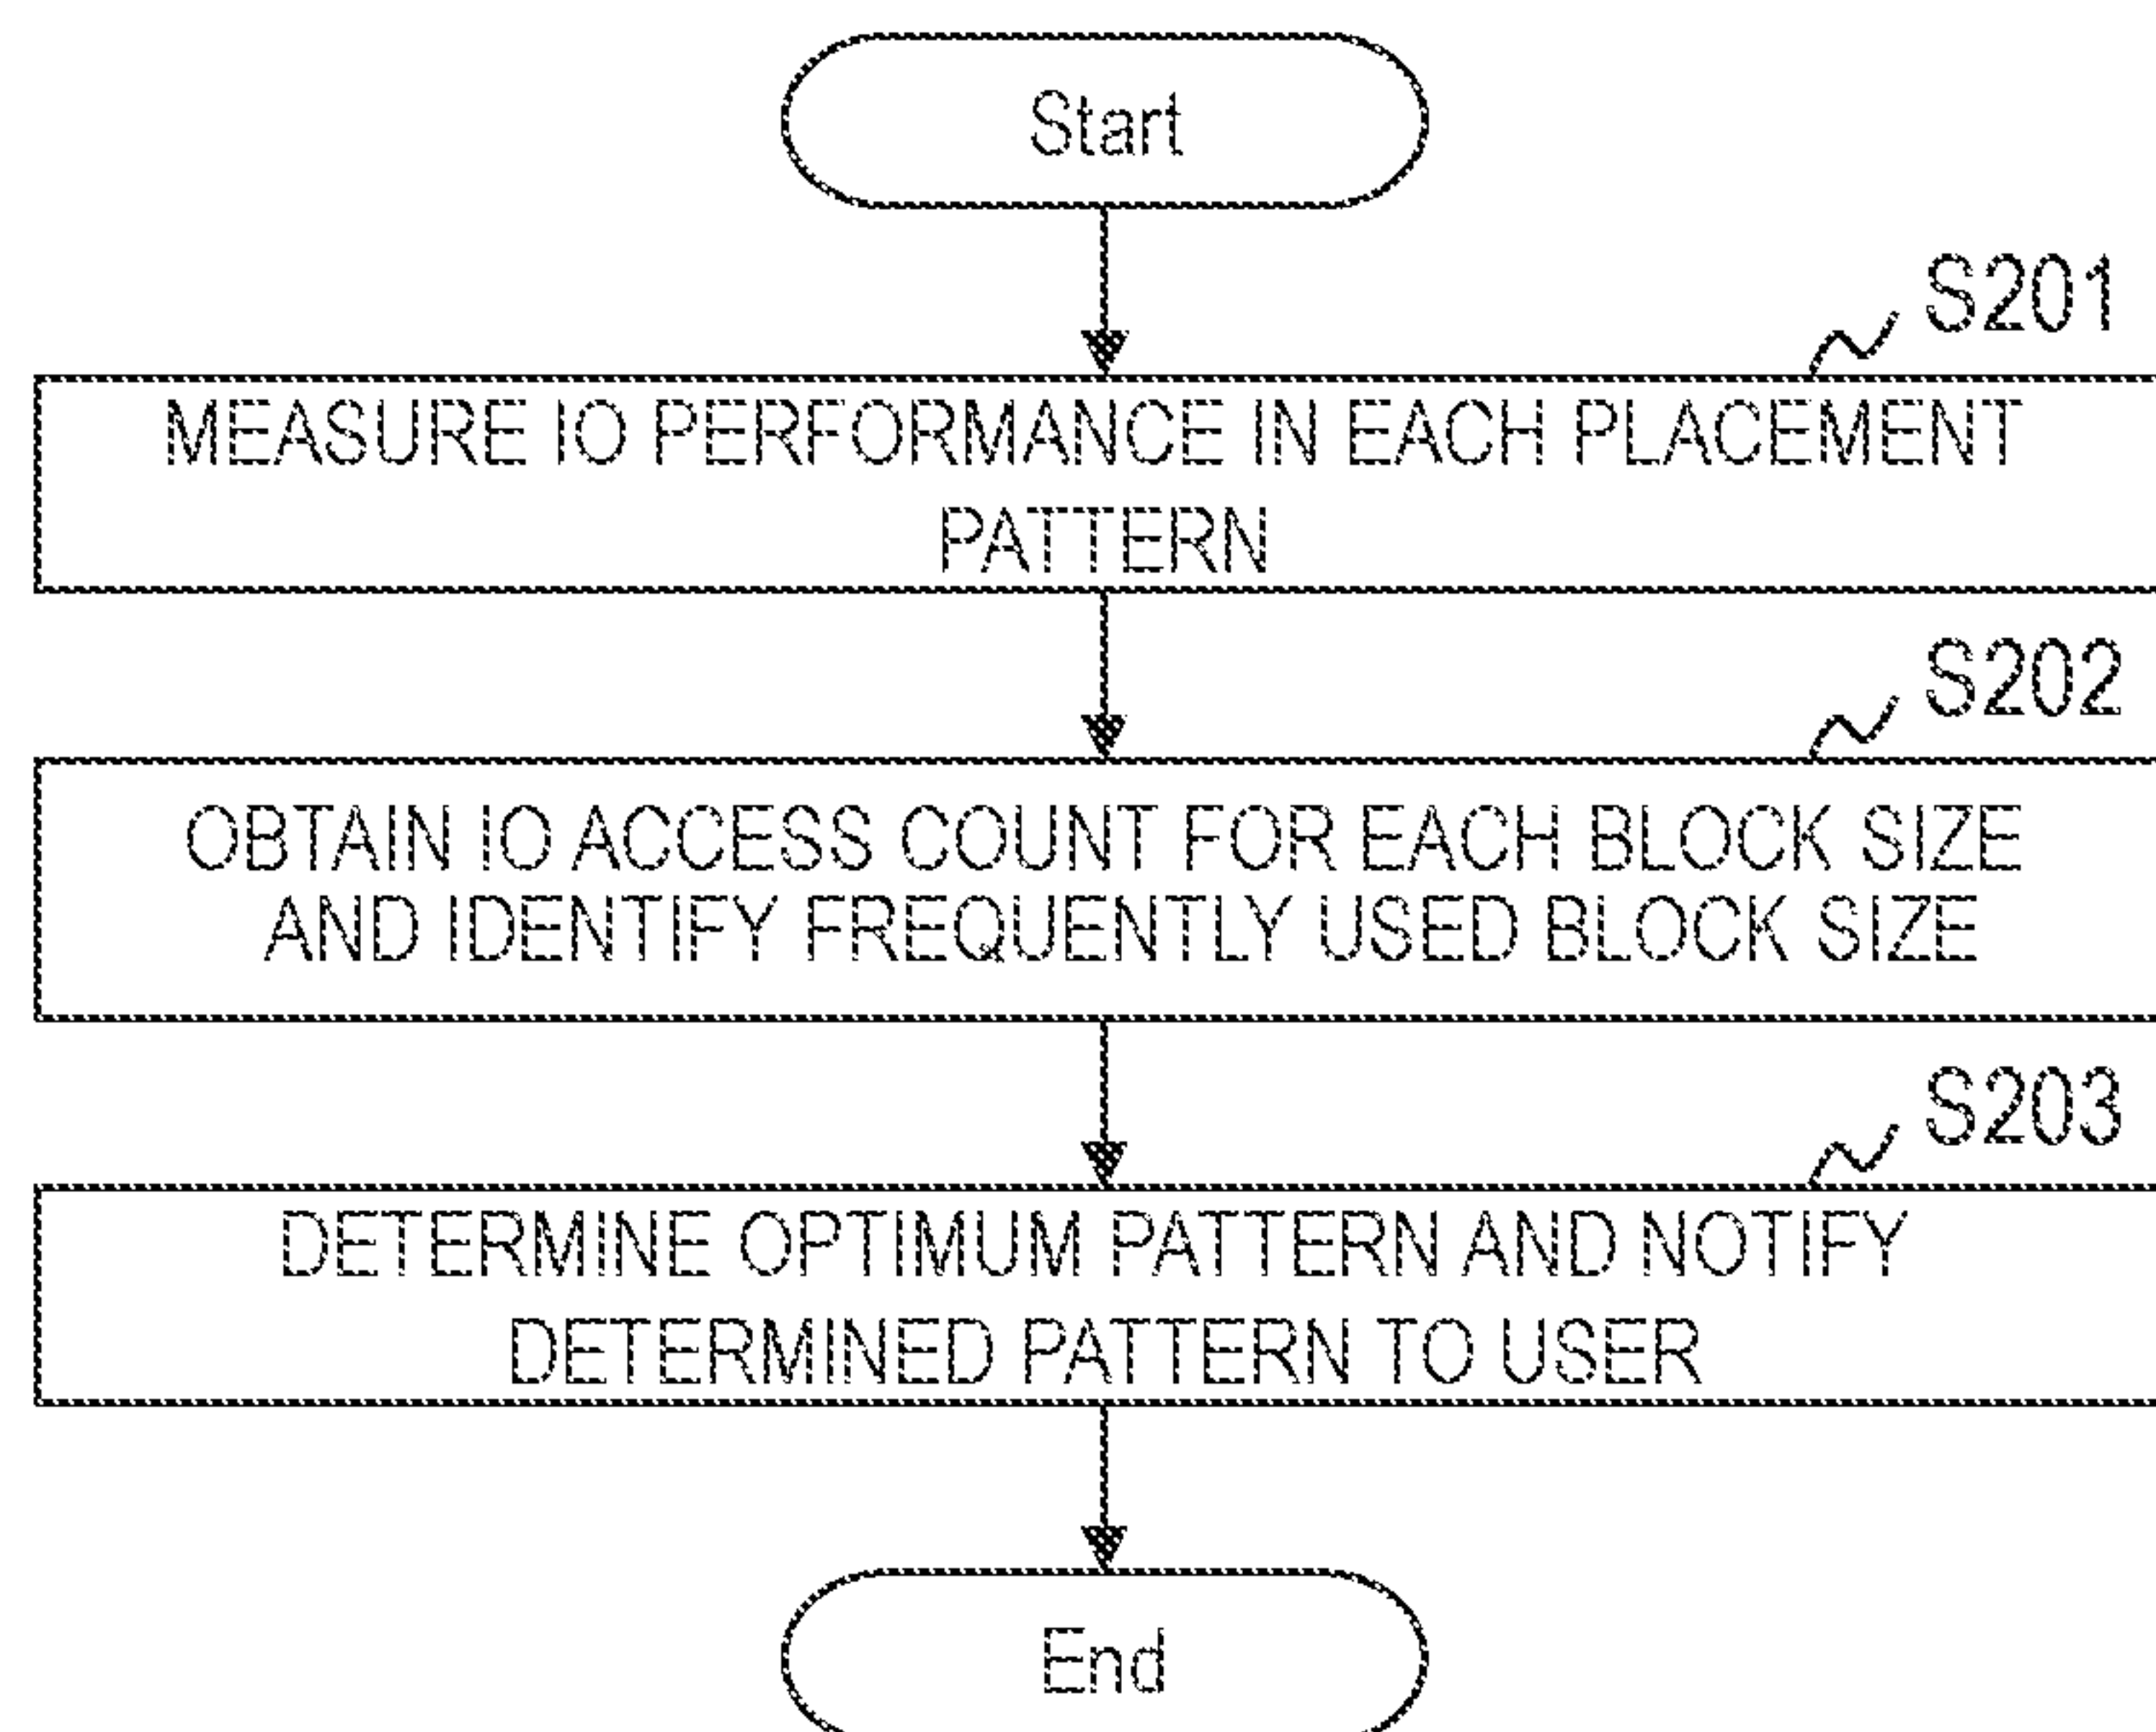 Start
S201
MEASURE IO PERFORMANCE IN EACH PLACEMENT
PATTERN
S202
OBTAIN IO ACCESS COUNT FOR EACH BLOCK SIZE
AND IDENTIFY FREQUENTLY USED BLOCK SIZE
S203
DETERMINE OPTIMUM PATTERN AND NOTIFY
DETERMINED PATTERN TO USER
End